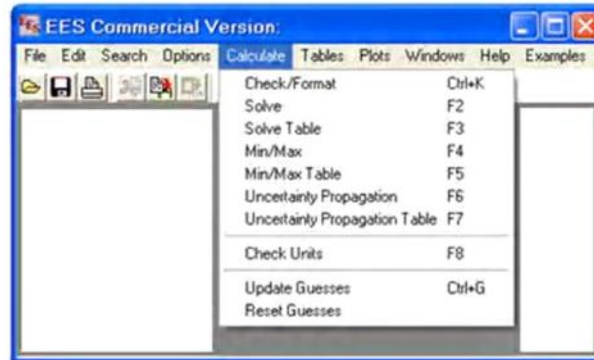 EES Commercial Version:
File Edit Search Options Calculate Tables Plots Windows Help Examples
Check/Format Ctrl+K
Solve F2
Solve Table F3
Min/Max F4
Min/Max Table F5
Uncertainty Propagation F6
Uncertainty Propagation Table F7
Check Units F8
Update Guesses Ctrl+G
Reset Guesses